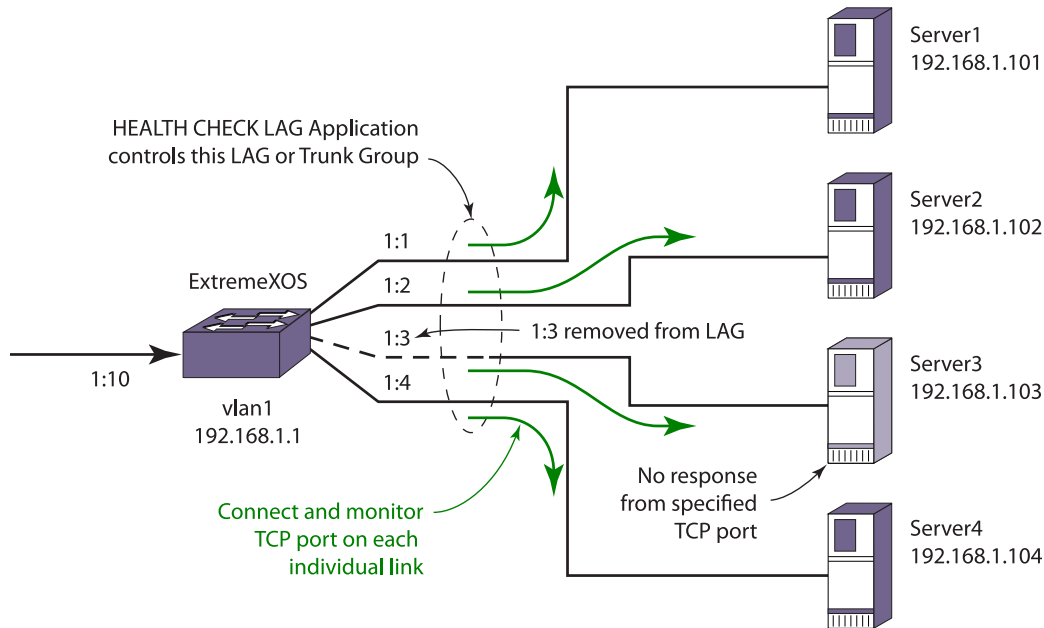 Server1
192.168.1.101
HEALTH CHECK LAG Application
controls this LAG or Trunk Group
Server2
192.168.1.102
1:1
ExtremeXOS
1:2
1:3
1:3 removed from LAG
1:10
1:4
Server3
192.168.1.103
vlan1
192.168.1.1
No response
from specified
TCP port
Connect and monitor
TCP port on each
individual link
Server4
192.168.1.104